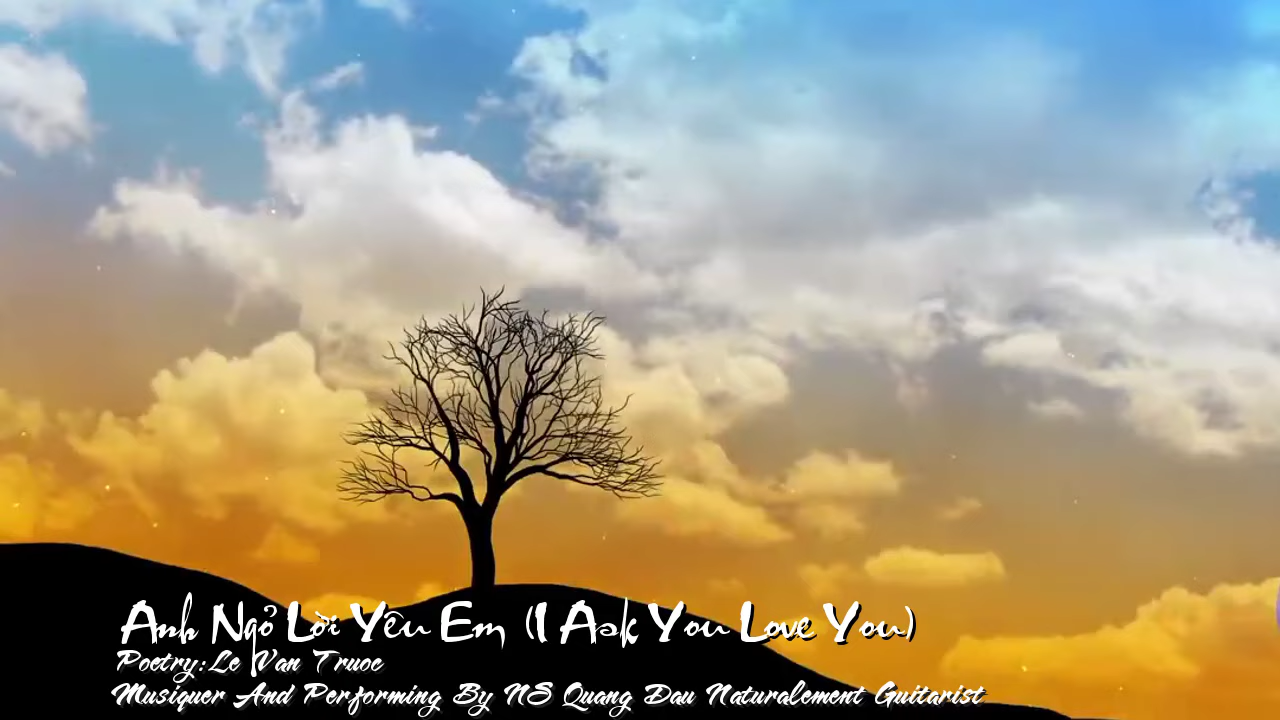 Anh Ngỏ Lời Yêu Em (I Ask You Love You)
Poetry:Le Van Truoc
Musiquer And Performing By NS Quang Dau Naturalement Guitarist